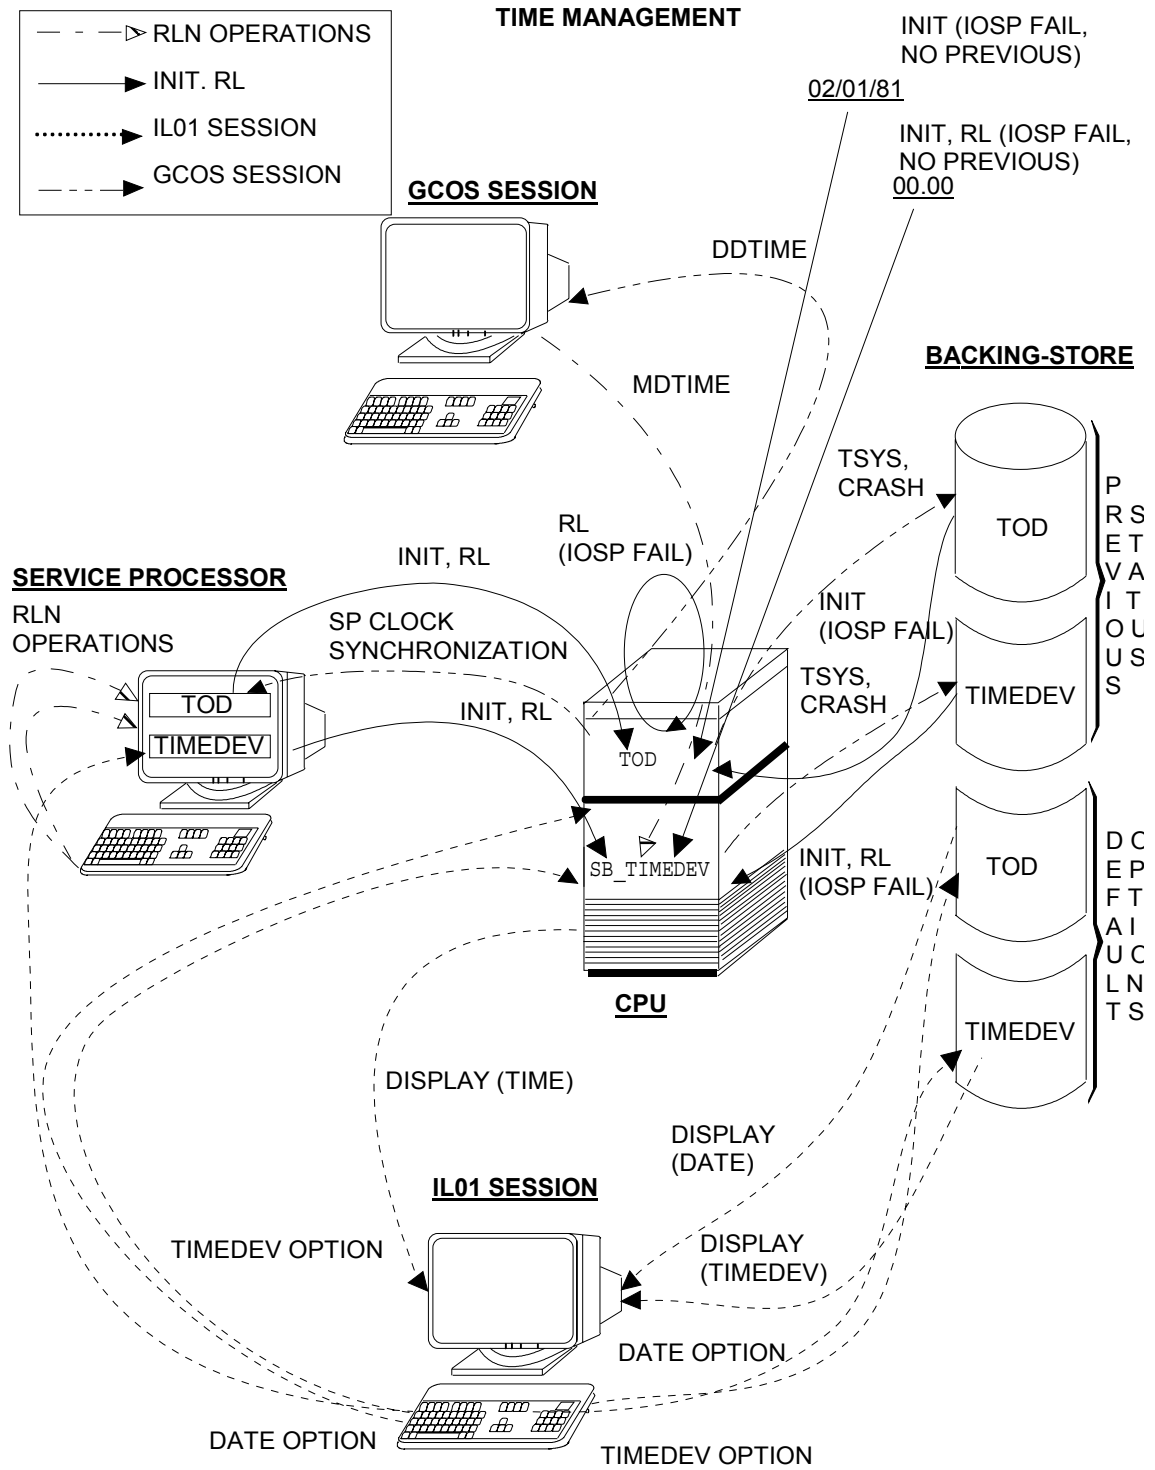 TIME MANAGEMENT
RLN OPERATIONS
INIT. RL
IL01 SESSION
GCOS SESSION
INIT (IOSP FAIL,
NO PREVIOUS)
02/01/81
INIT, RL (IOSP FAIL,
NO PREVIOUS)
00.00
GCOS SESSION
DDTIME
MDTIME
BACKING-STORE
TSYS,
CRASH
TOD
PREVIOUS
STATUS
RL
(IOSP FAIL)
INIT, RL
SERVICE PROCESSOR
RLN
OPERATIONS
SP CLOCK
SYNCHRONIZATION
INIT
(IOSP FAIL)
TSYS,
CRASH
TIMEDEV
TOD
TIMEDEV
INIT, RL
TOD
SB_TIMEDEV
INIT, RL
(IOSP FAIL)
TOD
DEFAULT
OPTIONS
CPU
TIMEDEV
DISPLAY (TIME)
DISPLAY
(DATE)
IL01 SESSION
TIMEDEV OPTION
DISPLAY
(TIMEDEV)
DATE OPTION
DATE OPTION
TIMEDEV OPTION